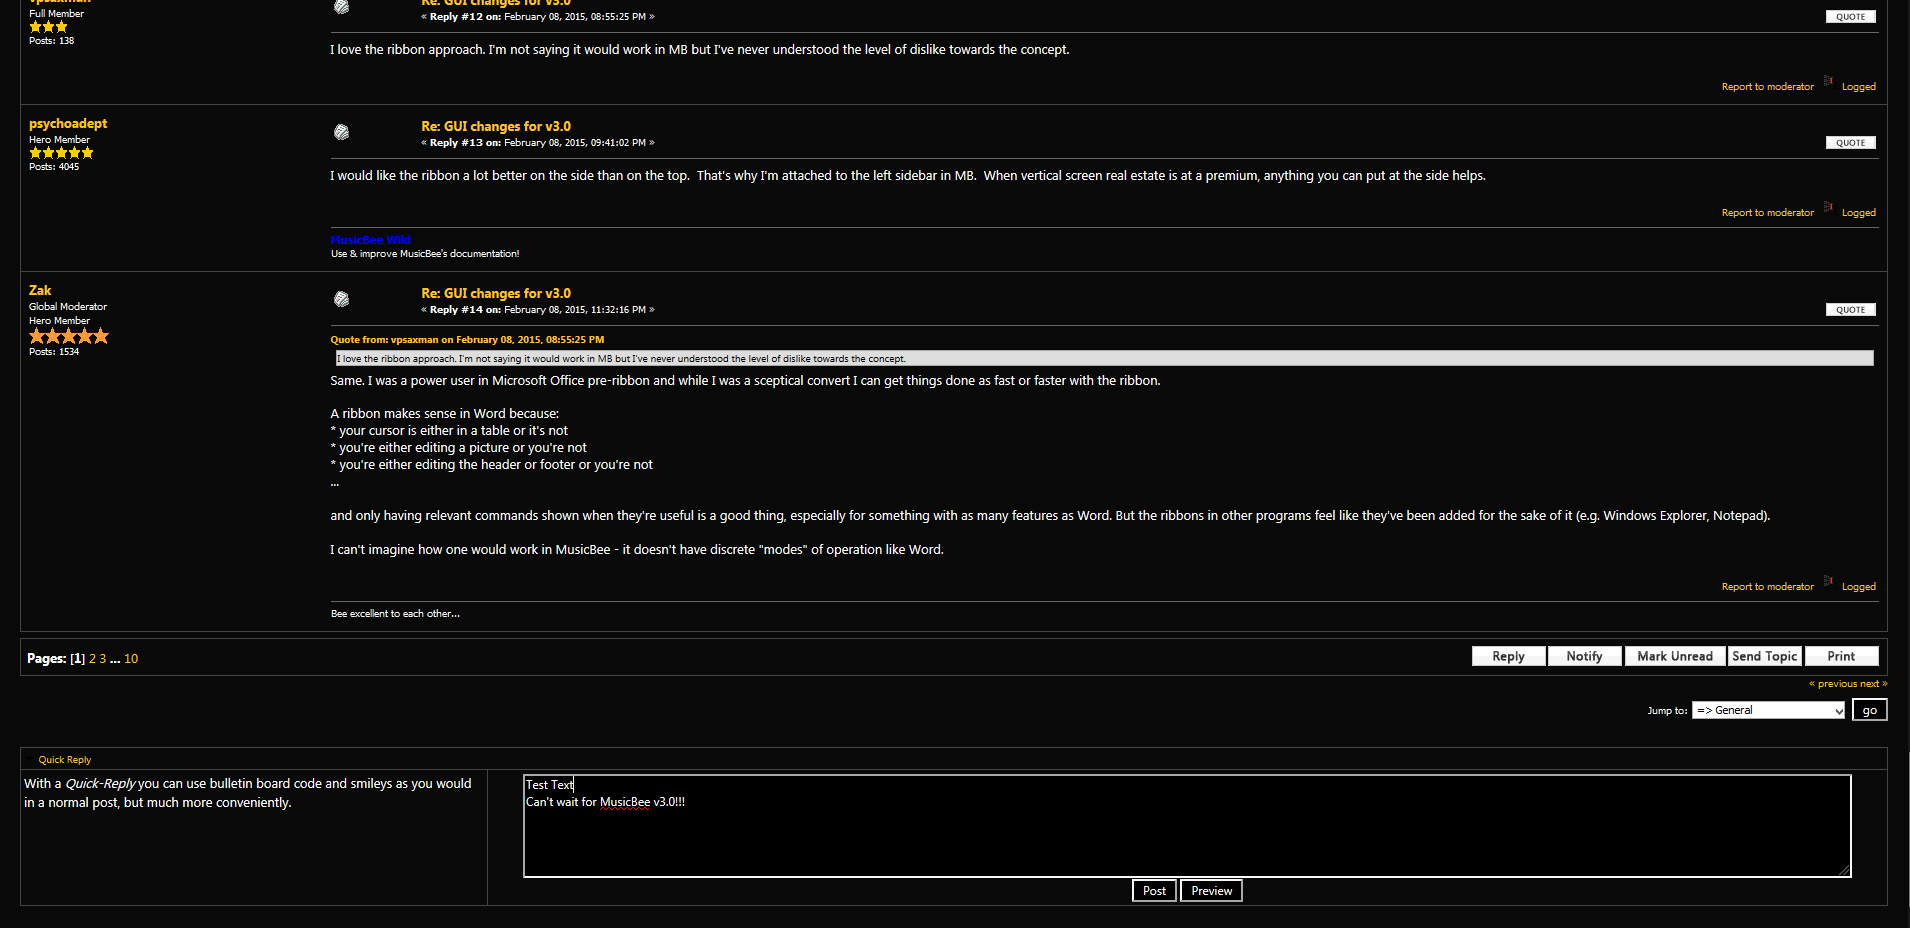 vpsaxman
Full Member
Posts: 138
Re: GUI changes for v3.0
« Reply #12 on: February 08, 2015, 08:55:25 PM »
QUOTE
I love the ribbon approach. I'm not saying it would work in MB but I've never understood the level of dislike towards the concept.
Report to moderator Logged
psychoadept
Hero Member
Posts: 4045
Re: GUI changes for v3.0
« Reply #13 on: February 08, 2015, 09:41:02 PM »
QUOTE
I would like the ribbon a lot better on the side than on the top.  That's why I'm attached to the left sidebar in MB.  When vertical screen real estate is at a premium, anything you can put at the side helps.
Report to moderator Logged
MusicBee Wiki
Use & improve MusicBee's documentation!
Zak
Global Moderator
Hero Member
Posts: 1534
Re: GUI changes for v3.0
« Reply #14 on: February 08, 2015, 11:32:16 PM »
QUOTE
Quote from: vpsaxman on February 08, 2015, 08:55:25 PM
I love the ribbon approach. I'm not saying it would work in MB but I've never understood the level of dislike towards the concept.
Same. I was a power user in Microsoft Office pre-ribbon and while I was a sceptical convert I can get things done as fast or faster with the ribbon.
A ribbon makes sense in Word because:
* your cursor is either in a table or it's not
* you're either editing a picture or you're not
* you're either editing the header or footer or you're not
...
and only having relevant commands shown when they're useful is a good thing, especially for something with as many features as Word. But the ribbons in other programs feel like they've been added for the sake of it (e.g. Windows Explorer, Notepad).
I can't imagine how one would work in MusicBee - it doesn't have discrete "modes" of operation like Word.
Report to moderator Logged
Bee excellent to each other...
Pages: [1] 2 3 ... 10
Reply Notify Mark Unread Send Topic Print
« previous next »
Jump to: => General go
Quick Reply
With a Quick-Reply you can use bulletin board code and smileys as you would
in a normal post, but much more conveniently.
Test Text
Can't wait for MusicBee v3.0!!!
Post Preview